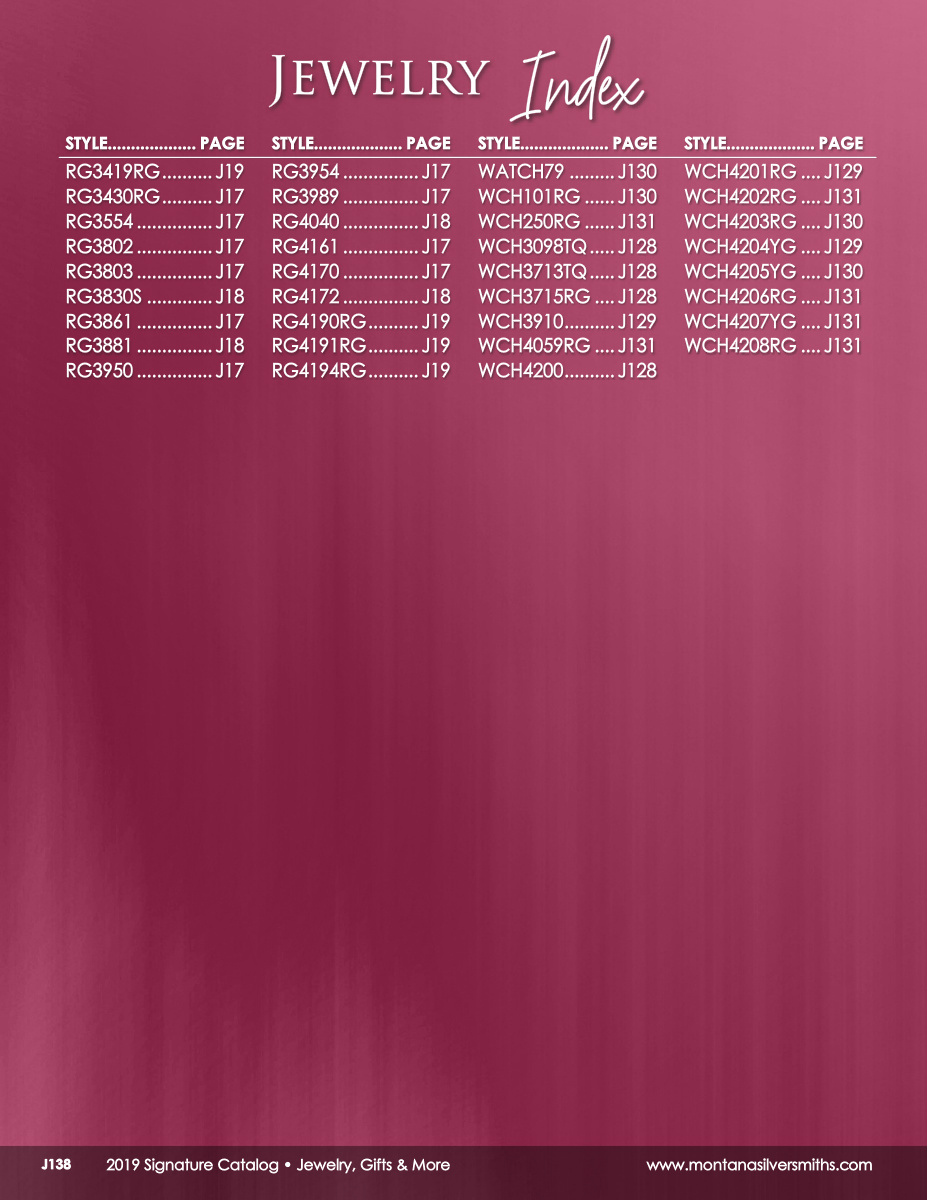 Jewelry Index
STYLE................... PAGE
RG3419RG.......... J19
RG3430RG.......... J17
RG3554 ............... J17
RG3802 ............... J17
RG3803 ............... J17
RG3830S ............. J18
RG3861 ............... J17
RG3881 ............... J18
RG3950 ............... J17
STYLE................... PAGE
RG3954 ............... J17
RG3989 ............... J17
RG4040 ............... J18
RG4161 ............... J17
RG4170 ............... J17
RG4172 ............... J18
RG4190RG.......... J19
RG4191RG.......... J19
RG4194RG.......... J19
STYLE................... PAGE
WATCH79 ......... J130
WCH101RG ...... J130
WCH250RG ...... J131
WCH3098TQ ..... J128
WCH3713TQ ..... J128
WCH3715RG .... J128
WCH3910.......... J129
WCH4059RG .... J131
WCH4200.......... J128
STYLE................... PAGE
WCH4201RG .... J129
WCH4202RG .... J131
WCH4203RG .... J130
WCH4204YG .... J129
WCH4205YG .... J130
WCH4206RG .... J131
WCH4207YG .... J131
WCH4208RG .... J131
J138 2019 Signature Catalog • Jewelry, Gifts & More www.montanasilversmiths.com